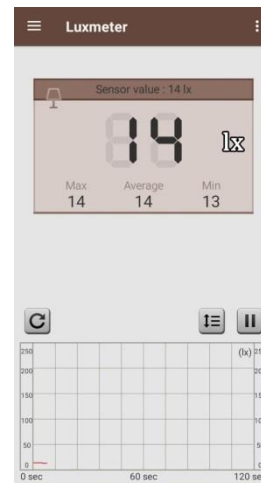 Luxmeter
Sensor value : 14 lx
14 lx
Max Average Min
14 14 13
(lx)
250
200
150
100
50
0
0 sec 60 sec 120 se